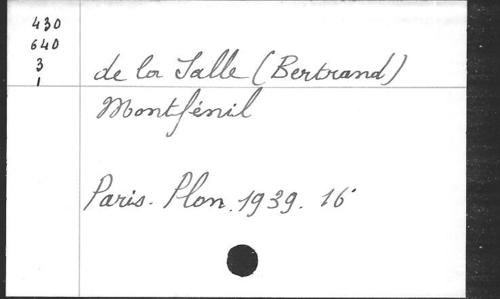 430
640
3
1
de la Salle (Bertrand)
Montfénil
Paris. Plon. 1939. 16°